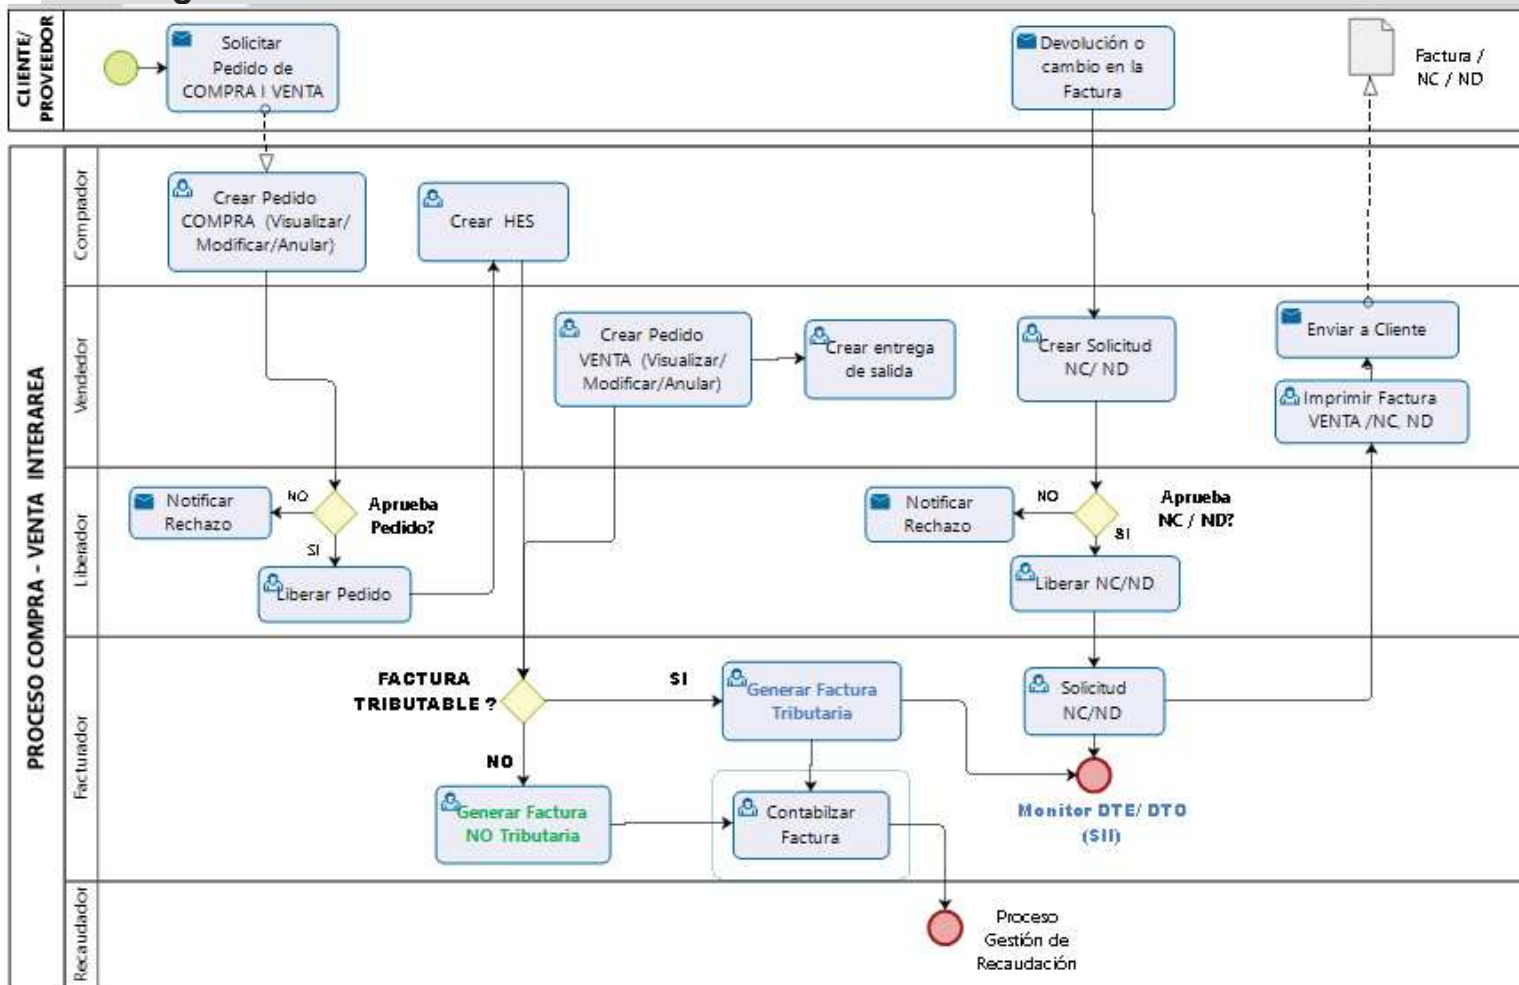 CLIENTE/
PROVEEDOR
Solicitar
Pedido de
COMPRA I VENTA
Devolución o
cambio en la
Factura
Factura /
NC / ND
PROCESO COMPRA - VENTA INTERAREA
Comprador
Crear Pedido
COMPRA (Visualizar/
Modificar/Anular)
Crear HES
Vendedor
Crear Pedido
VENTA (Visualizar/
Modificar/Anular)
Crear entrega
de salida
Crear Solicitud
NC/ ND
Enviar a Cliente
Imprimir Factura
VENTA /NC, ND
Liberador
Notificar
Rechazo
NO
Aprueba
Pedido?
SI
Liberar Pedido
Notificar
Rechazo
NO
Aprueba
NC / ND?
SI
Liberar NC/ND
Facturador
FACTURA
TRIBUTABLE ?
SI
Generar Factura
Tributaria
Solicitud
NC/ND
NO
Generar Factura
NO Tributaria
Contabilzar
Factura
Monitor DTE/ DTO
(SII)
Recaudador
Proceso
Gestión de
Recaudación